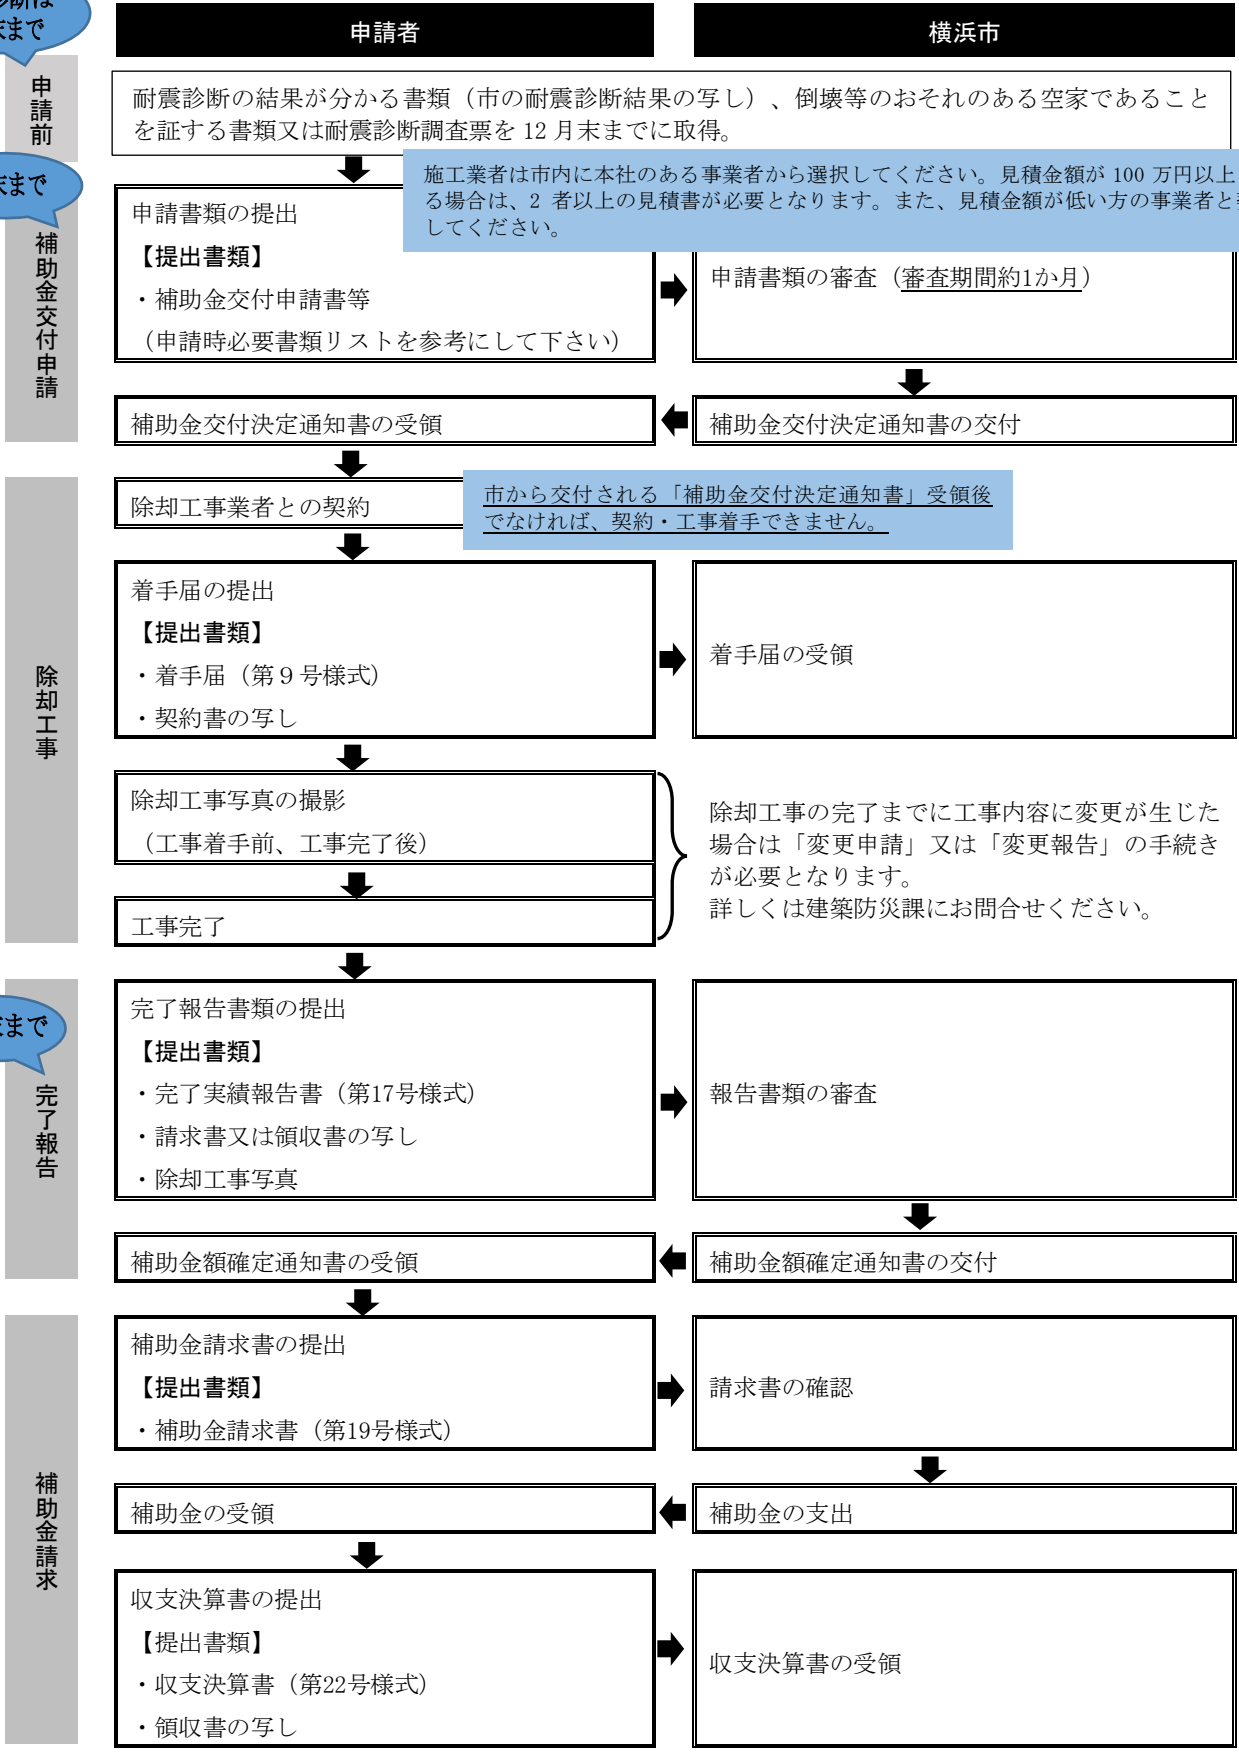 診断は
末まで
申請者
横浜市
申請前
耐震診断の結果が分かる書類（市の耐震診断結果の写し）、倒壊等のおそれのある空家であること
を証する書類又は耐震診断調査票を 12 月末までに取得。
末まで
施工業者は市内に本社のある事業者から選択してください。見積金額が 100 万円以上
る場合は、2 者以上の見積書が必要となります。また、見積金額が低い方の事業者と
してください。
補助金交付申請
申請書類の提出
【提出書類】
・補助金交付申請書等
（申請時必要書類リストを参考にして下さい）
申請書類の審査（審査期間約1か月）
補助金交付決定通知書の受領
補助金交付決定通知書の交付
除却工事
除却工事業者との契約
市から交付される「補助金交付決定通知書」受領後
でなければ、契約・工事着手できません。
着手届の提出
【提出書類】
・着手届（第９号様式）
・契約書の写し
着手届の受領
除却工事写真の撮影
（工事着手前、工事完了後）
工事完了
除却工事の完了までに工事内容に変更が生じた
場合は「変更申請」又は「変更報告」の手続き
が必要となります。
詳しくは建築防災課にお問合せください。
まで
完了報告
完了報告書類の提出
【提出書類】
・完了実績報告書（第17号様式）
・請求書又は領収書の写し
・除却工事写真
報告書類の審査
補助金額確定通知書の受領
補助金額確定通知書の交付
補助金請求
補助金請求書の提出
【提出書類】
・補助金請求書（第19号様式）
請求書の確認
補助金の受領
補助金の支出
収支決算書の提出
【提出書類】
・収支決算書（第22号様式）
・領収書の写し
収支決算書の受領